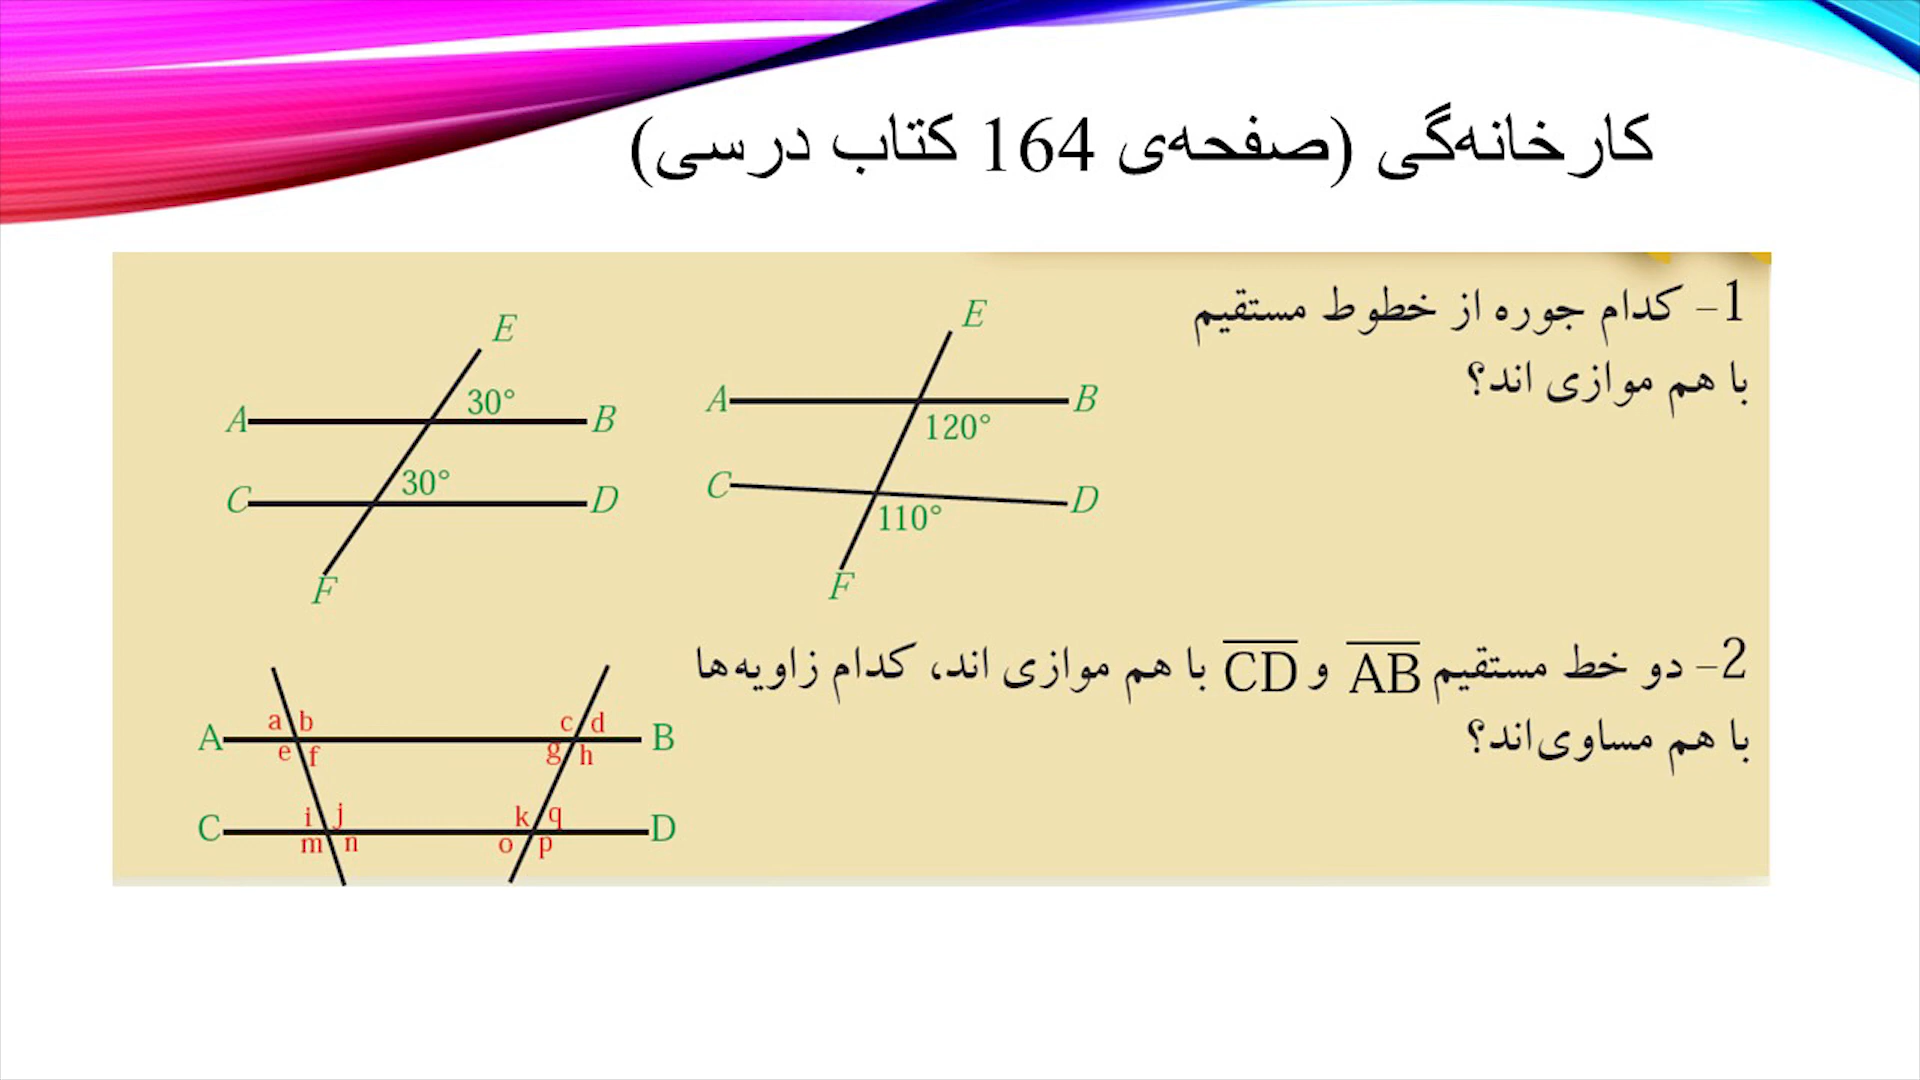 کارخانه‌گی (صفحه‌ی 164 کتاب درسی)
1- کدام جوره از خطوط مستقیم
با هم موازی اند؟
E
A 120° B
C 110° D
F
E
A 30° B
C 30° D
F
2- دو خط مستقیم AB و CD با هم موازی اند، کدام زاویه‌ها
با هم مساوی‌اند؟
a b c d
A B
e f g h
i j k q
C D
m n o p